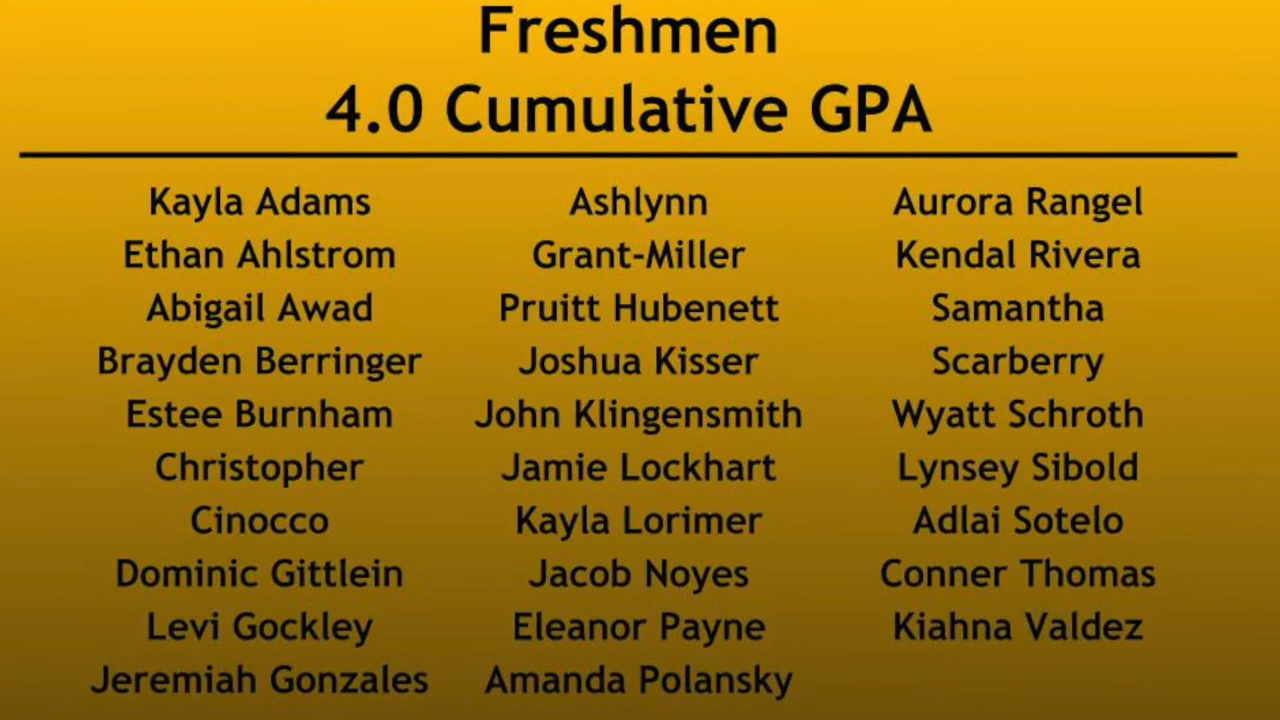 Freshmen
4.0 Cumulative GPA
Kayla Adams
Ethan Ahlstrom
Abigail Awad
Brayden Berringer
Estee Burnham
Christopher
Cinocco
Dominic Gittlein
Levi Gockley
Jeremiah Gonzales
Ashlynn
Grant-Miller
Pruitt Hubenett
Joshua Kisser
John Klingensmith
Jamie Lockhart
Kayla Lorimer
Jacob Noyes
Eleanor Payne
Amanda Polansky
Aurora Rangel
Kendal Rivera
Samantha
Scarberry
Wyatt Schroth
Lynsey Sibold
Adlai Sotelo
Conner Thomas
Kiahna Valdez